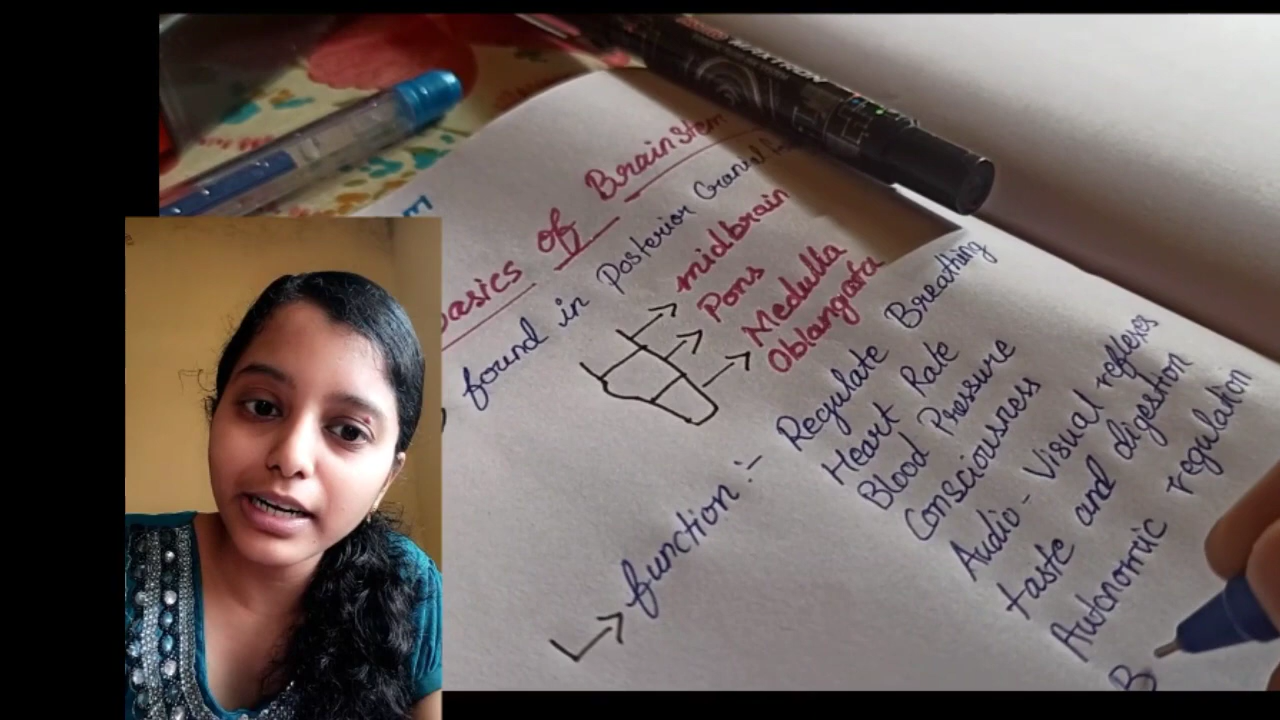 basics of Brain Stem
found in Posterior Cranial
midbrain
Pons
Medulla
Oblangata
function :- Regulate Breathing
Heart Rate
Blood Pressure
Consciousness
Audio - Visual reflexes
taste and digestion
Autonomic regulation
B